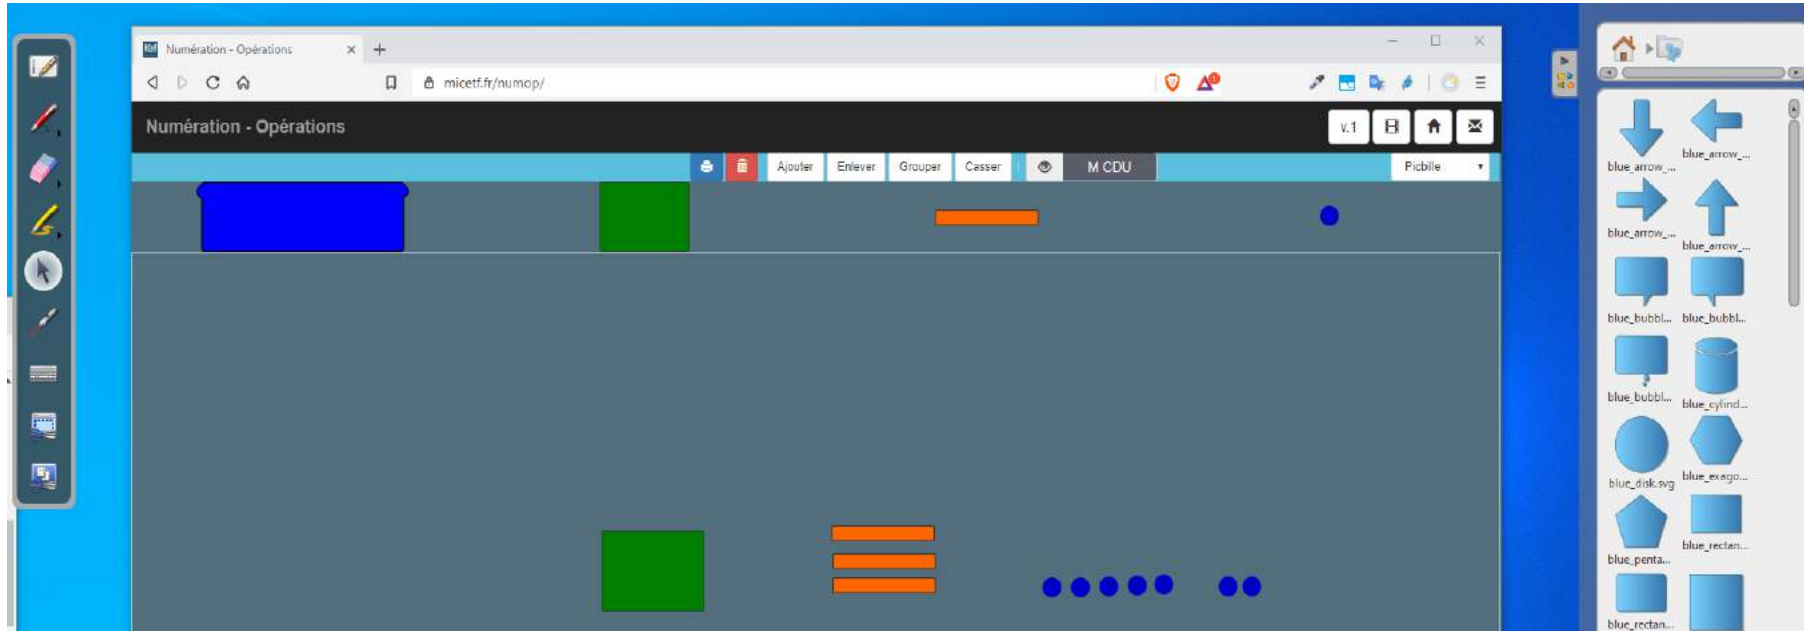 Numération - Opérations
micetf.fr/numop/
Numération - Opérations
v.1
Ajouter
Enlever
Grouper
Casser
M CDU
Picbille
blue_arrow_...
blue_arrow_...
blue_arrow_...
blue_arrow_...
blue_bubbl...
blue_bubbl...
blue_bubbl...
blue_cylind...
blue_disk.svg
blue_exago...
blue_penta...
blue_rectan...
blue_rectan...